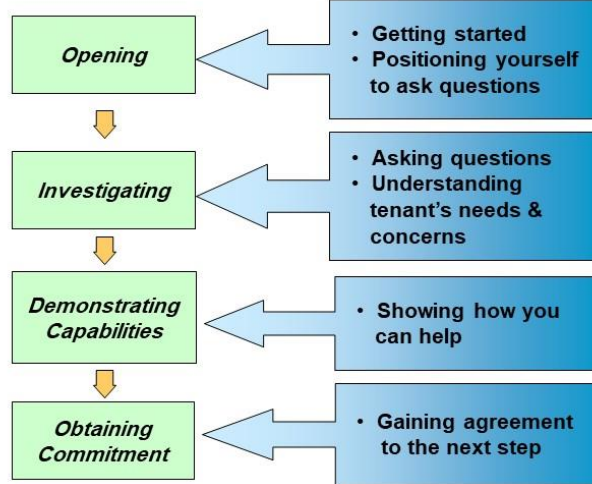 Opening
• Getting started
• Positioning yourself
to ask questions
Investigating
• Asking questions
• Understanding
tenant's needs &
concerns
Demonstrating
Capabilities
• Showing how you
can help
Obtaining
Commitment
• Gaining agreement
to the next step